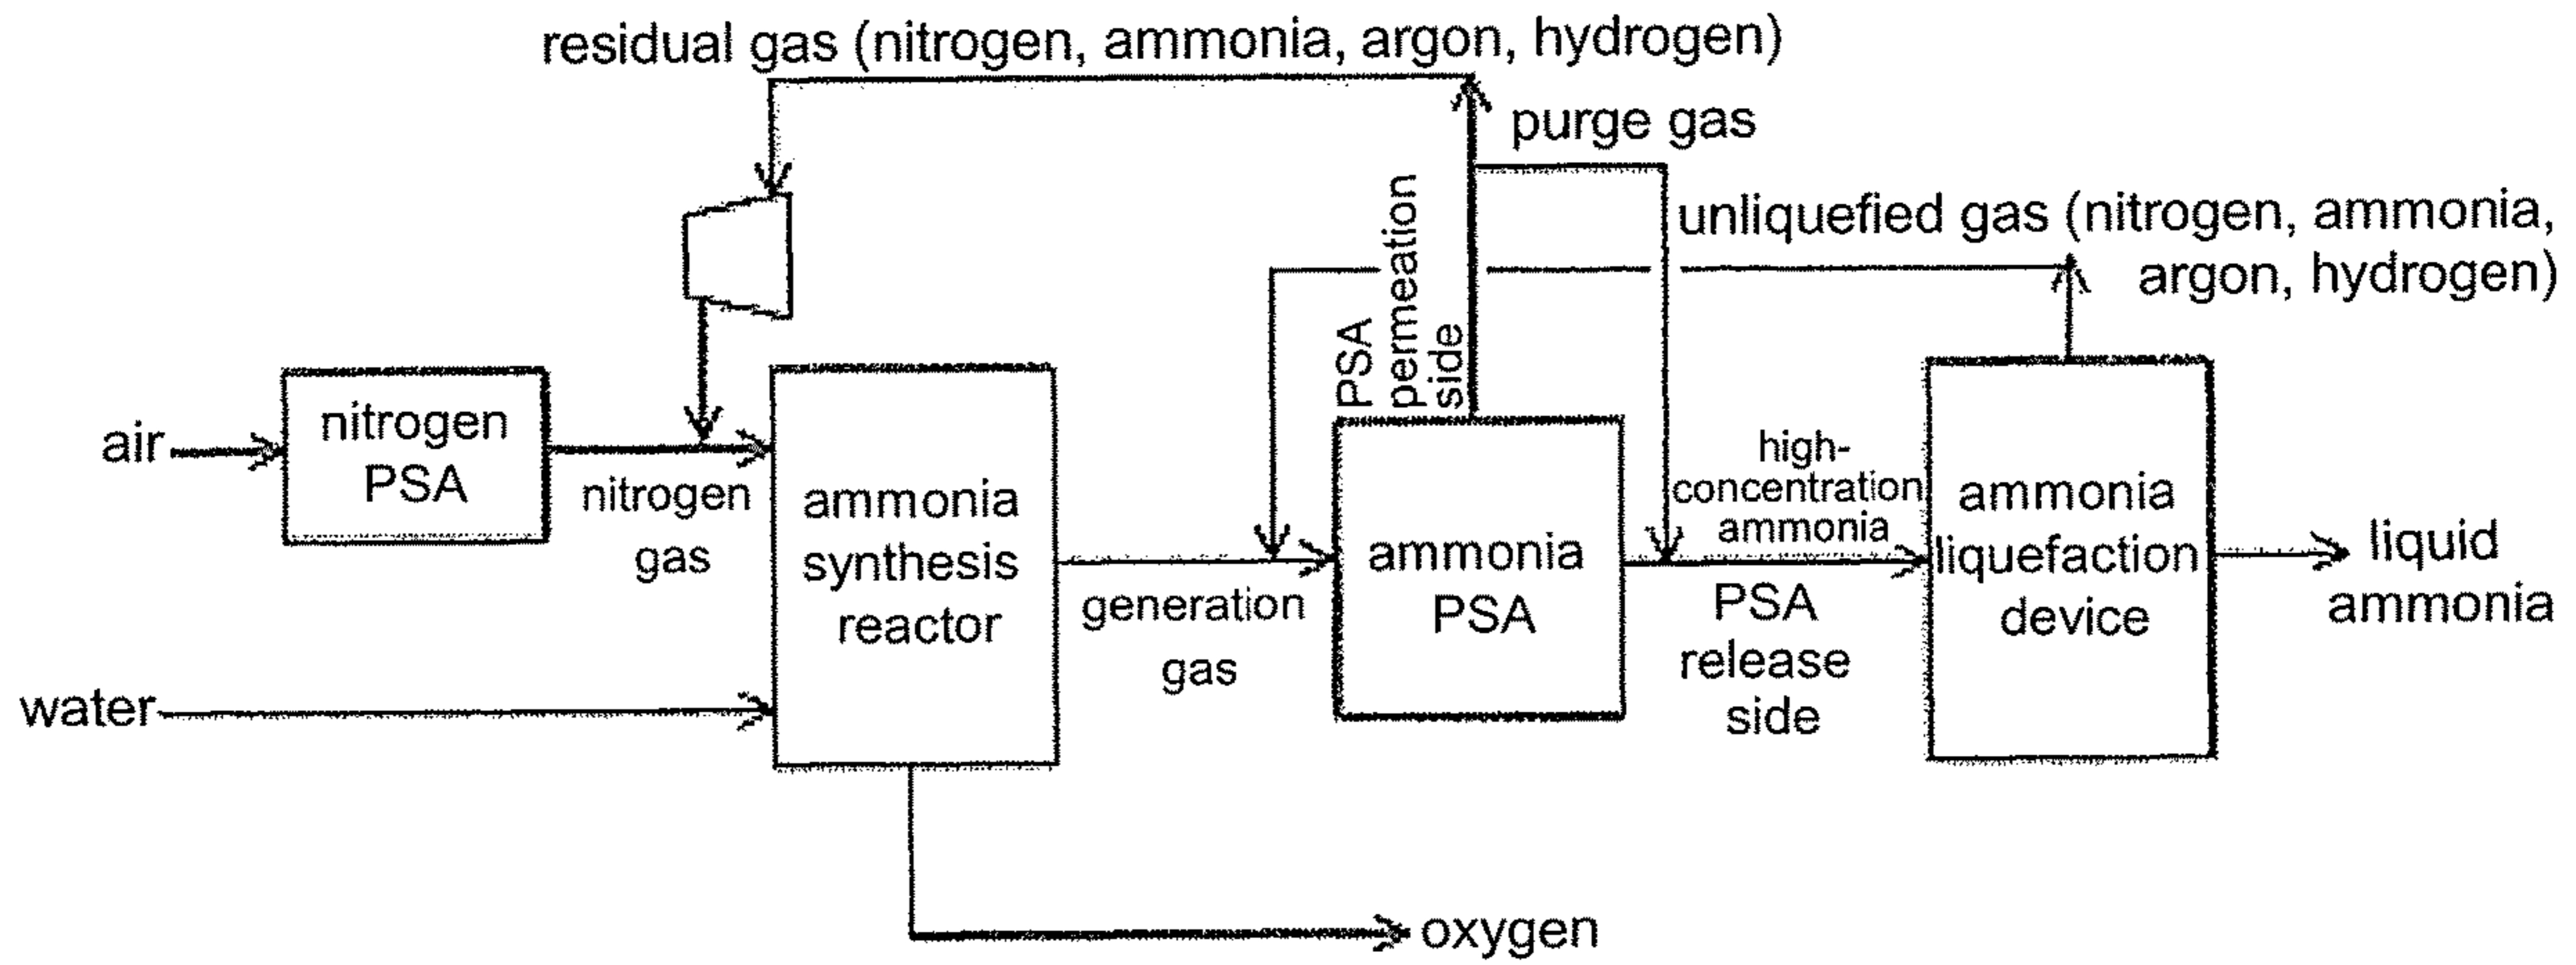 residual gas (nitrogen, ammonia, argon, hydrogen)
purge gas
unliquefied gas (nitrogen, ammonia,
argon, hydrogen)
PSA
permeation
side
air
nitrogen
PSA
nitrogen
gas
water
ammonia
synthesis
reactor
generation
gas
ammonia
PSA
high-
concentration
ammonia
PSA
release
side
ammonia
liquefaction
device
liquid
ammonia
oxygen